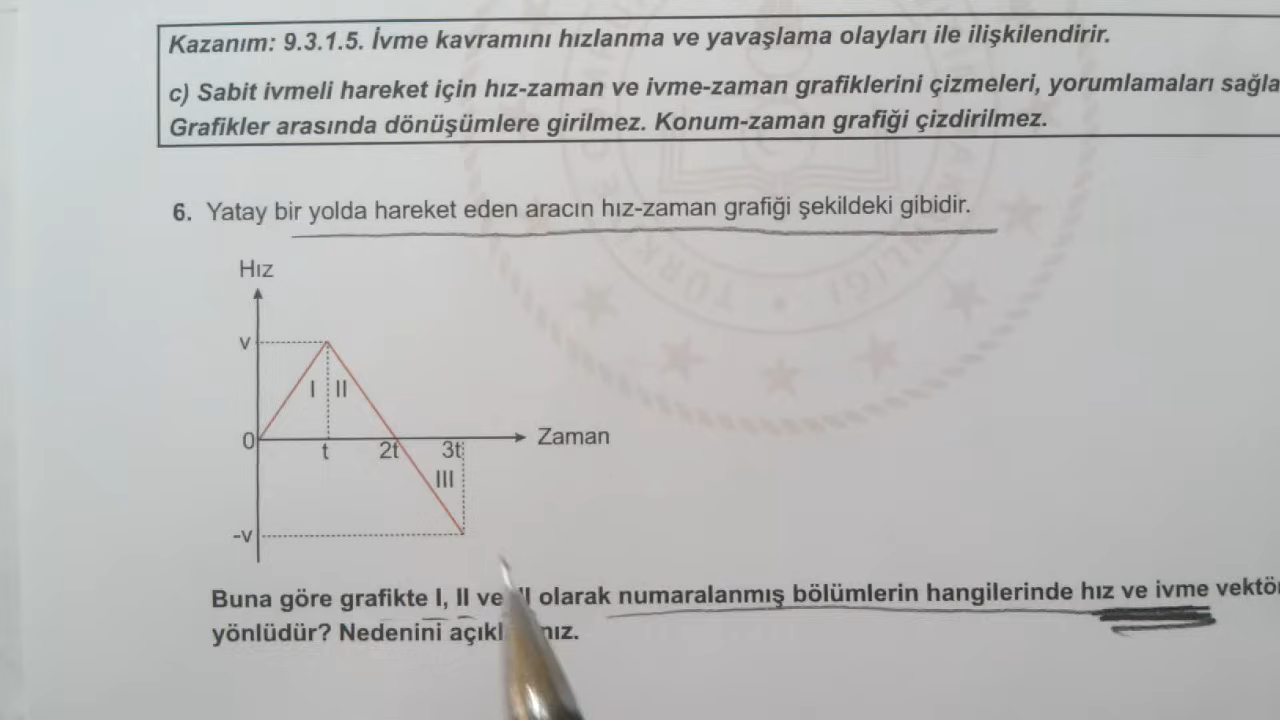 Kazanım: 9.3.1.5. İvme kavramını hızlanma ve yavaşlama olayları ile ilişkilendirir.
c) Sabit ivmeli hareket için hız-zaman ve ivme-zaman grafiklerini çizmeleri, yorumlamaları
Grafikler arasında dönüşümlere girilmez. Konum-zaman grafiği çizdirilmez.
6. Yatay bir yolda hareket eden aracın hız-zaman grafiği şekildeki gibidir.
Hız
v
I II
0 t 2t 3t Zaman
III
-v
Buna göre grafikte I, II ve olarak numaralanmış bölümlerin hangilerinde hız ve ivme
yönlüdür? Nedenini